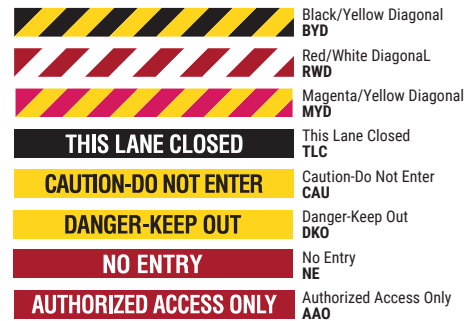 Black/Yellow Diagonal
BYD
Red/White DiagonaL
RWD
Magenta/Yellow Diagonal
MYD
THIS LANE CLOSED
This Lane Closed
TLC
CAUTION-DO NOT ENTER
Caution-Do Not Enter
CAU
DANGER-KEEP OUT
Danger-Keep Out
DKO
NO ENTRY
No Entry
NE
AUTHORIZED ACCESS ONLY
Authorized Access Only
AAO